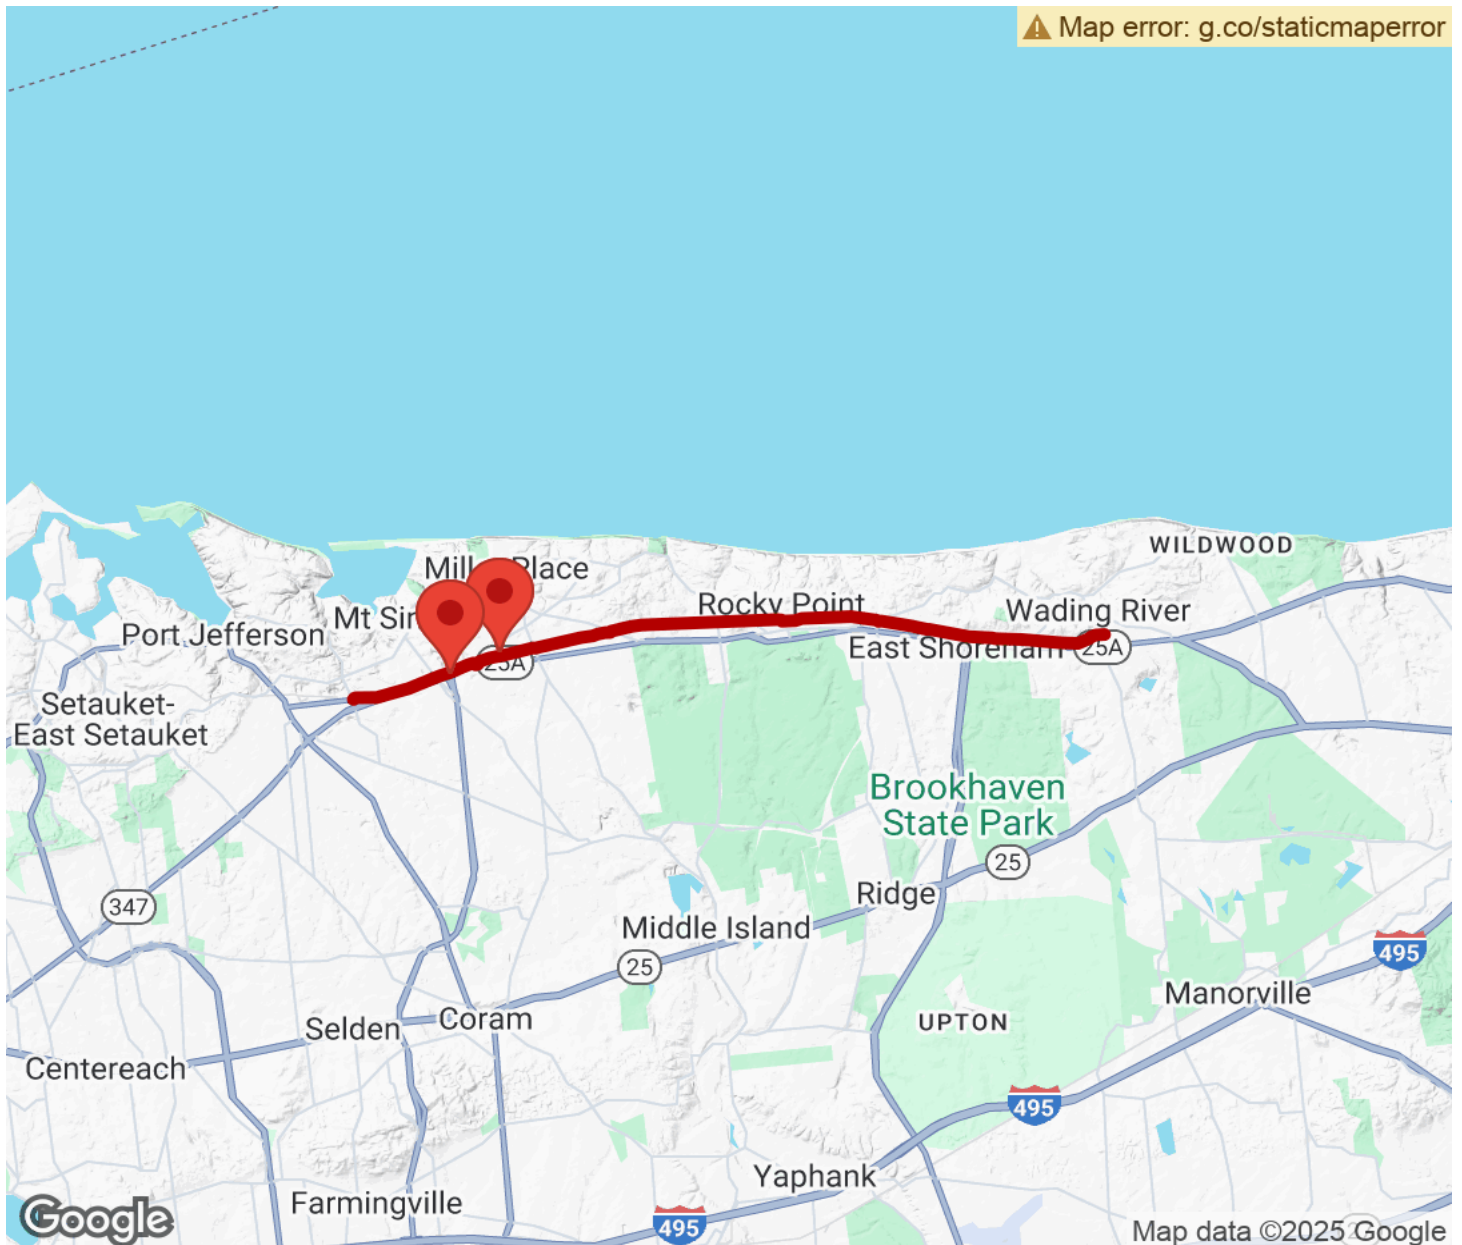 Map error: g.co/staticmaperror
WILDWOOD
Place
Rocky Point
Wading River
Port Jefferson
25A
East Shoreham
25A
Setauket-
East Setauket
Brookhaven
State Park
25
Ridge
347
Middle Island
25
495
Manorville
Selden
Coram
UPTON
Centereach
495
Yaphank
Farmingville
495
Google
Map data ©2025 Google